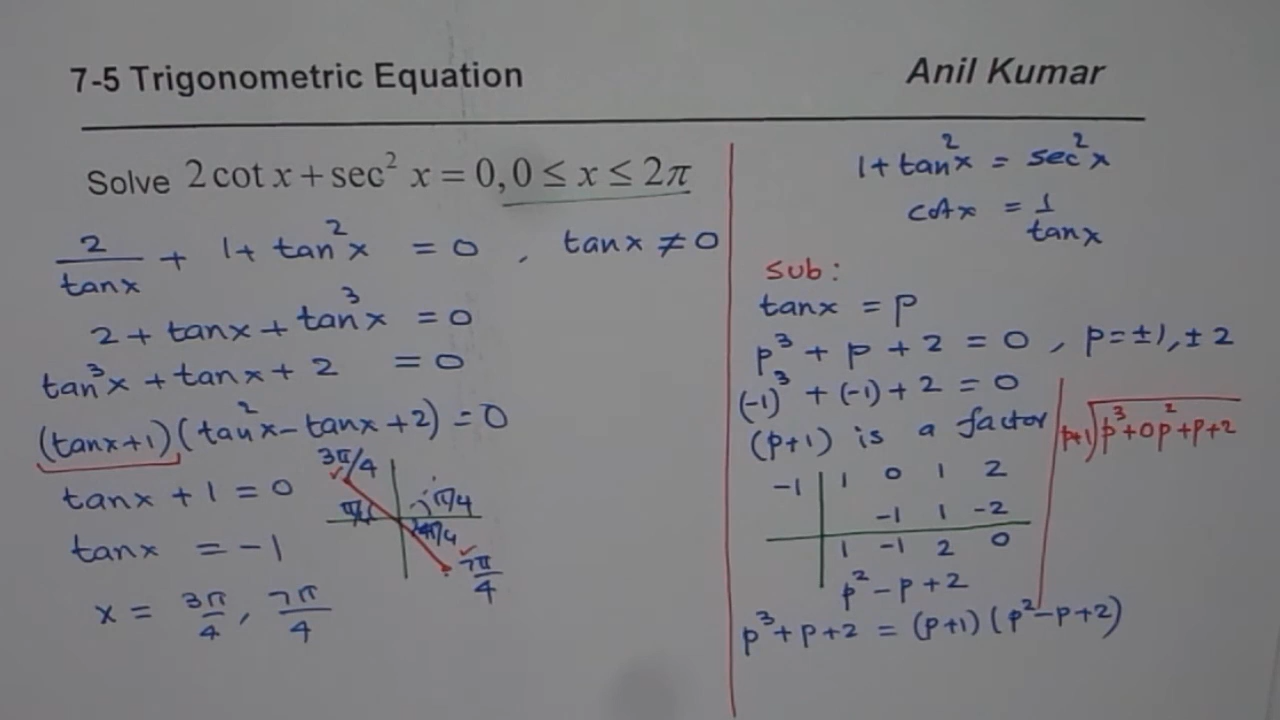 7-5 Trigonometric Equation
Anil Kumar
Solve 2 cot x + sec² x = 0, 0 ≤ x ≤ 2π
2/tanx + 1 + tan²x = 0 , tanx ≠ 0
2 + tanx + tan³x = 0
tan³x + tanx + 2 = 0
(tanx+1)(tan²x - tanx + 2) = 0
tanx + 1 = 0
tanx = -1
x = 3π/4 , 7π/4
3π/4
π/4
π/4
7π/4
1 + tan²x = sec²x
cotx = 1/tanx
Sub:
tanx = p
p³ + p + 2 = 0 , p = ±1, ±2
(-1)³ + (-1) + 2 = 0
(p+1) is a factor
-1 | 1 0 1 2
-1 1 -2
1 -1 2 0
p² - p + 2
p³ + p + 2 = (p+1)(p² - p + 2)
p+1)p³+0p²+p+2